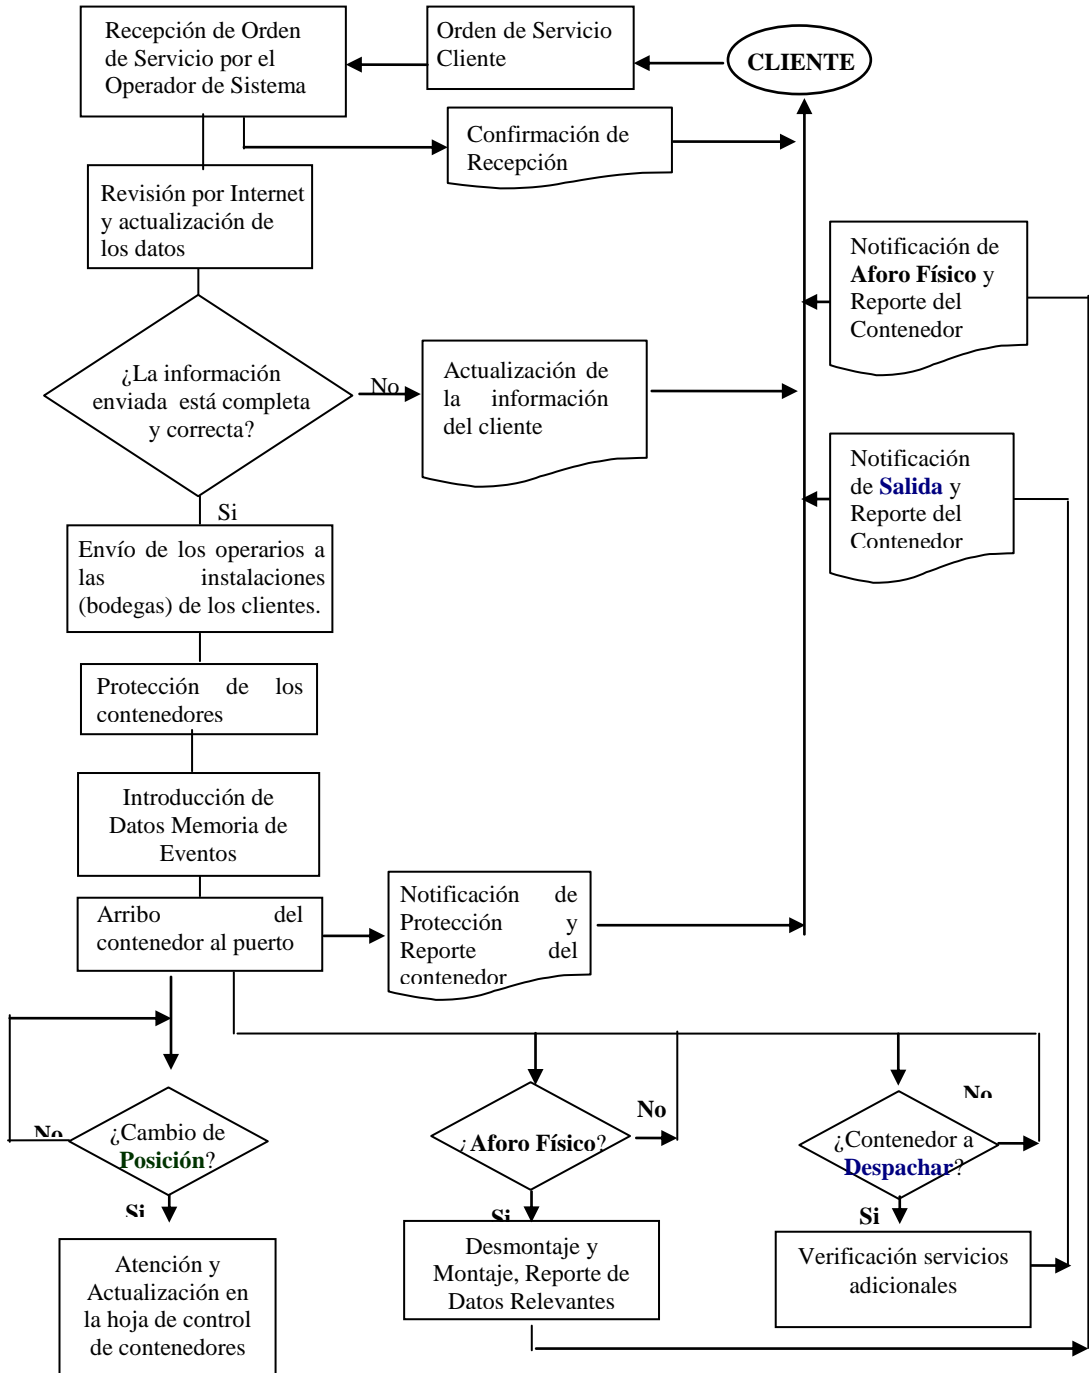 Recepción de Orden
de Servicio por el
Operador de Sistema
Orden de Servicio
Cliente
CLIENTE
Confirmación de
Recepción
Revisión por Internet
y actualización de
los datos
Notificación de
Aforo Físico y
Reporte del
Contenedor
¿La información
enviada está completa
y correcta?
No
Actualización de
la información
del cliente
Notificación
de Salida y
Reporte del
Contenedor
Si
Envío de los operarios a
las instalaciones
(bodegas) de los clientes.
Protección de los
contenedores
Introducción de
Datos Memoria de
Eventos
Arribo del
contenedor al puerto
Notificación de
Protección y
Reporte del
contenedor
No
¿Cambio de
Posición?
Si
¿Aforo Físico?
No
Si
No
¿Contenedor a
Despachar?
Si
Atención y
Actualización en
la hoja de control
de contenedores
Desmontaje y
Montaje, Reporte de
Datos Relevantes
Verificación servicios
adicionales